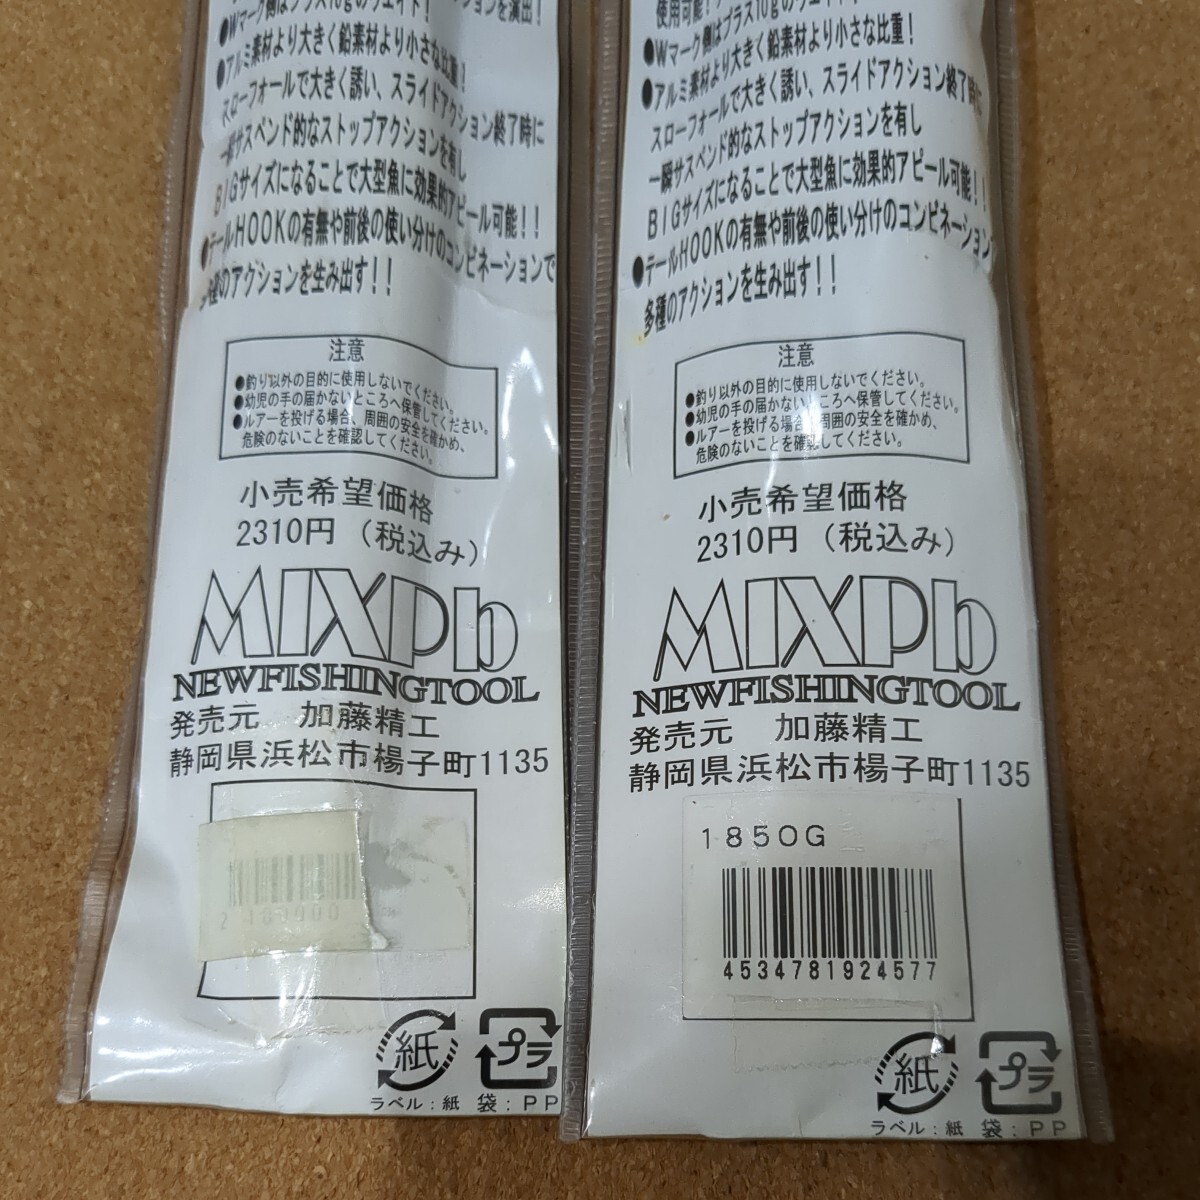 ●Wマーク側はプラス10gのウエイト!
●アルミ素材より大きく鉛素材より小さな比重!
スローフォールで大きく誘い、スライドアクション終了時に
一瞬サスペンド的なストップアクションを有し
BIGサイズになることで大型魚に効果的アピール可能!!
●テールHOOKの有無や前後の使い分けのコンビネーションで
多種のアクションを生み出す!!
注意
●釣り以外の目的に使用しないでください。
●幼児の手の届かないところへ保管してください。
●ルアーを投げる場合、周囲の安全を確かめ、
危険のないことを確認してください。
小売希望価格
2310円(税込み)
MIXPb
NEWFISHINGTOOL
発売元 加藤精工
静岡県浜松市楊子町1135
ラベル:紙 袋:PP
紙
プラ
使用可能!
●Wマーク側はプラス10gのウエイト!
●アルミ素材より大きく鉛素材より小さな比重!
スローフォールで大きく誘い、スライドアクション終了時に
一瞬サスペンド的なストップアクションを有し
BIGサイズになることで大型魚に効果的アピール可能!!
●テールHOOKの有無や前後の使い分けのコンビネーション
多種のアクションを生み出す!!
注意
●釣り以外の目的に使用しないでください。
●幼児の手の届かないところへ保管してください。
●ルアーを投げる場合、周囲の安全を確かめ、
危険のないことを確認してください。
小売希望価格
2310円(税込み)
MIXPb
NEWFISHINGTOOL
発売元 加藤精工
静岡県浜松市楊子町1135
1850G
4534781924577
紙
プラ
ラベル:紙 袋:PP